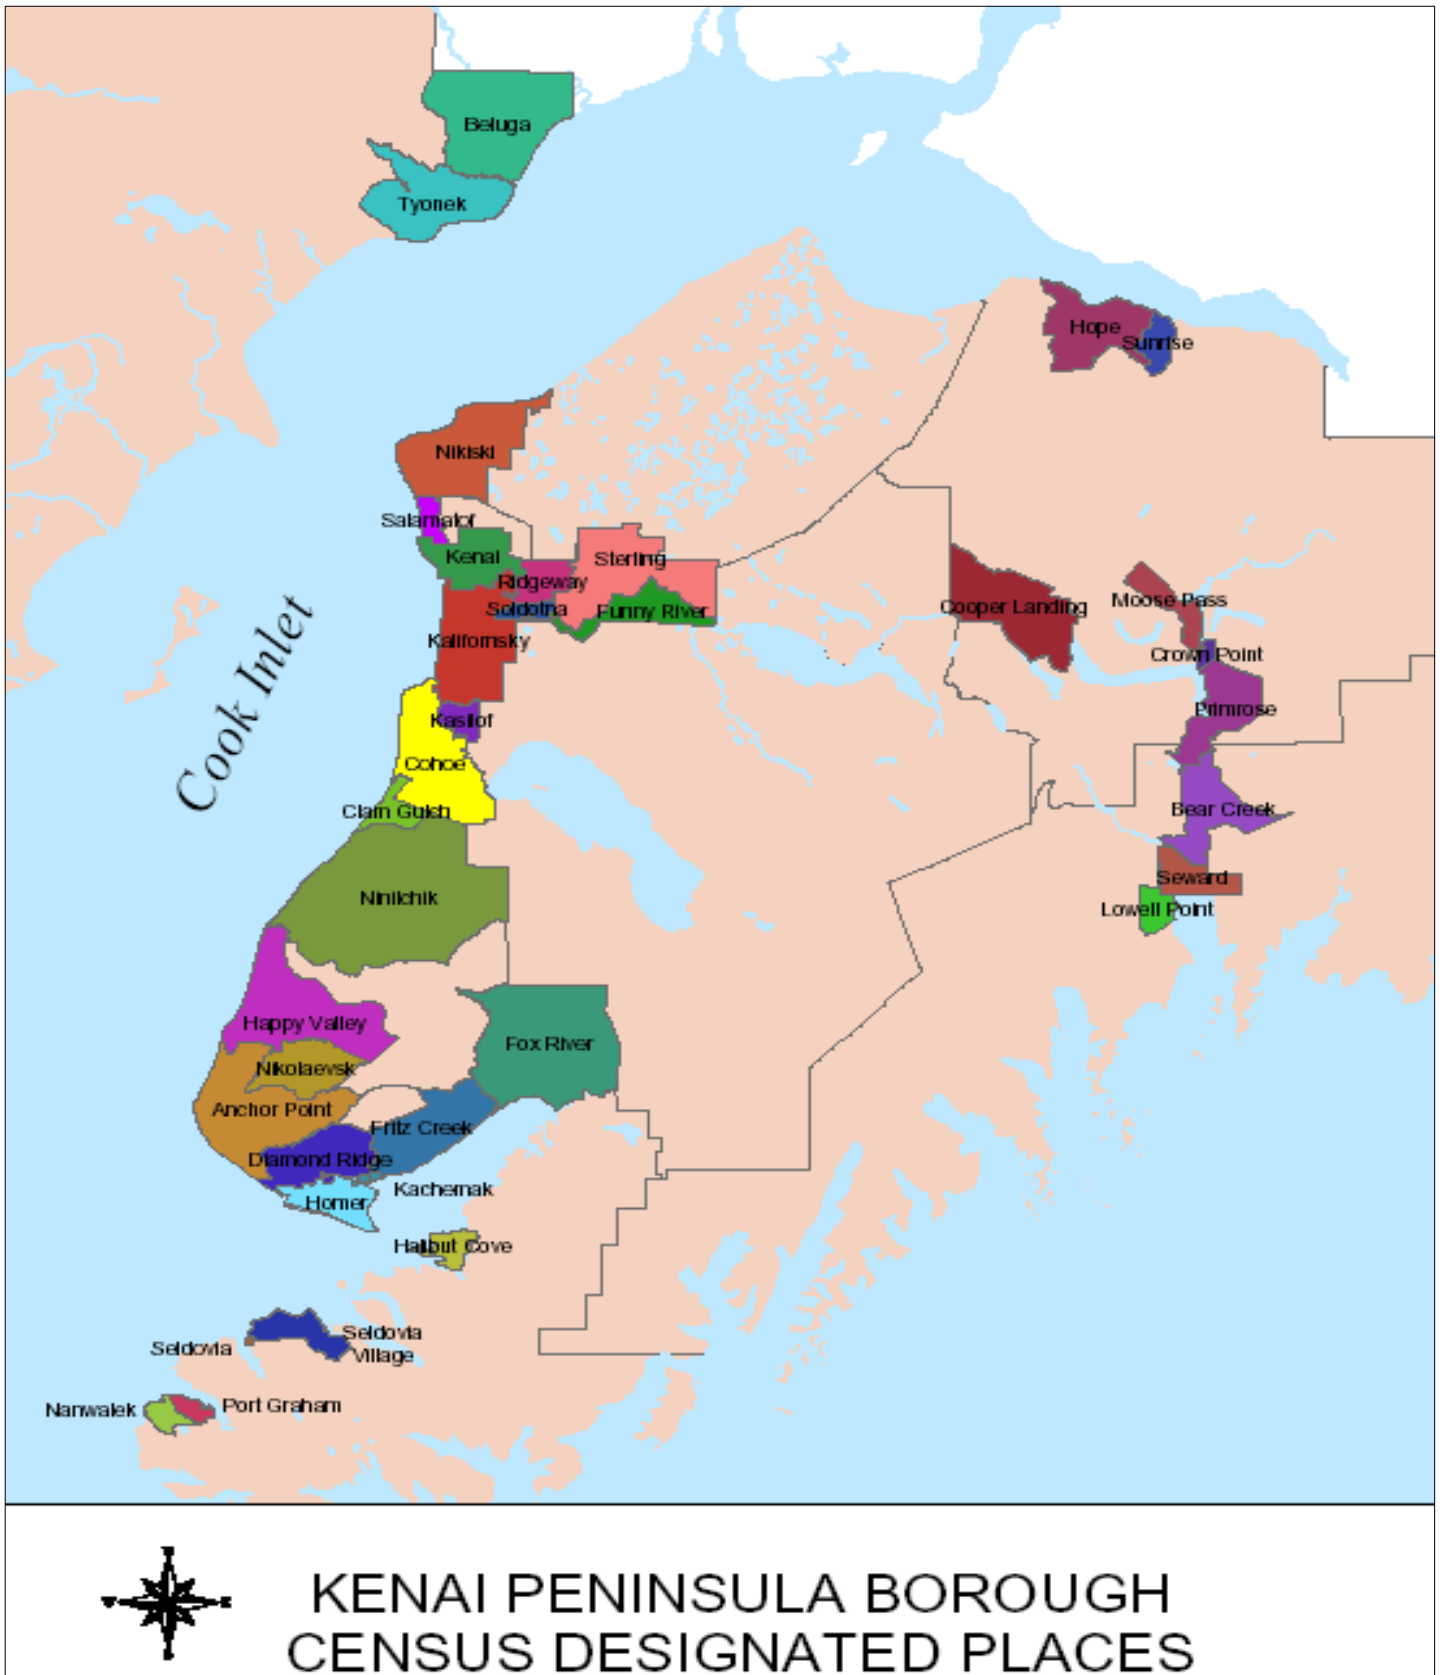 Beluga
Tyonek
Hope
Sunrise
Nikiski
Salamatof
Kenai
Sterling
Ridgeway
Soldotna
Funny River
Cooper Landing
Moose Pass
Kalifornsky
Crown Point
Cook Inlet
Kasilof
Primrose
Cohoe
Clam Gulch
Bear Creek
Ninilchik
Seward
Lowell Point
Happy Valley
Fox River
Nikolaevsk
Anchor Point
Fritz Creek
Diamond Ridge
Kachemak
Homer
Halibut Cove
Seldovia
Seldovia
Village
Nanwalek
Port Graham
KENAI PENINSULA BOROUGH
CENSUS DESIGNATED PLACES